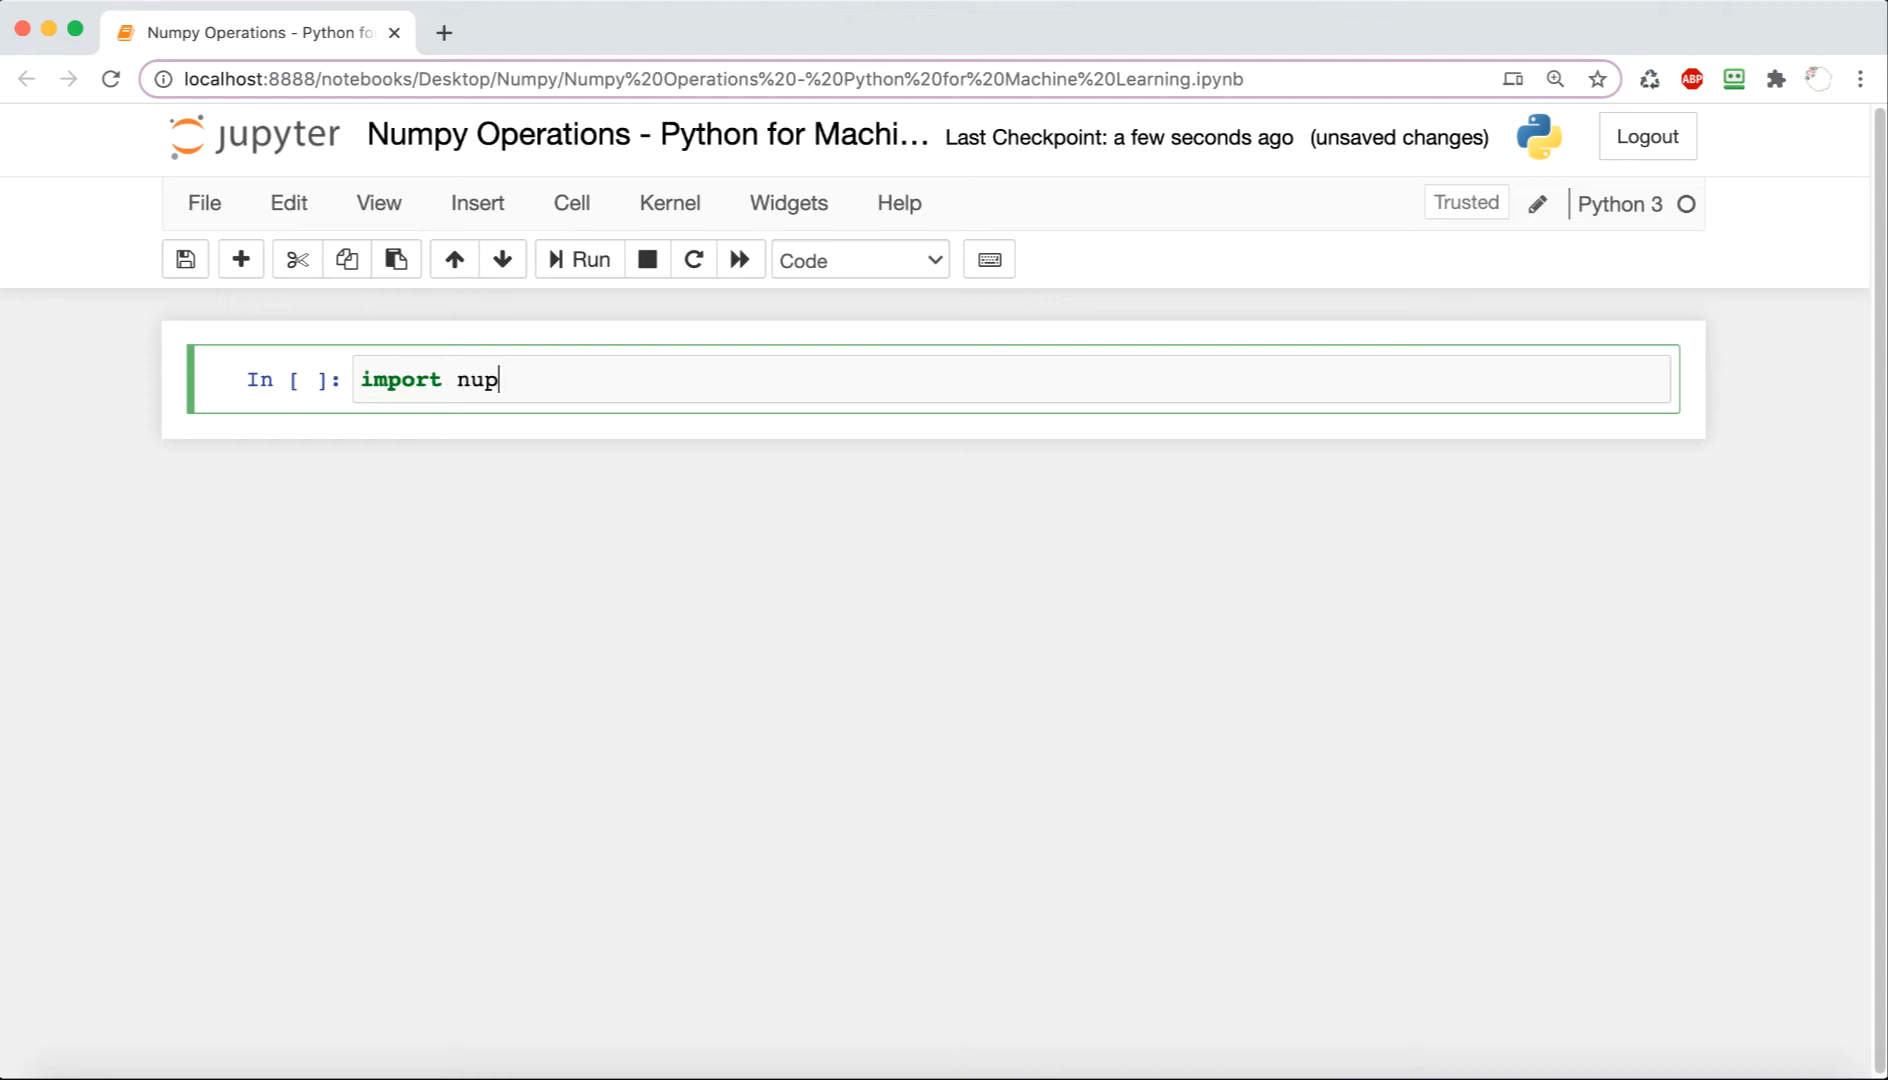 Numpy Operations - Python fo
localhost:8888/notebooks/Desktop/Numpy/Numpy%20Operations%20-%20Python%20for%20Machine%20Learning.ipynb
ABP
jupyter Numpy Operations - Python for Machi... Last Checkpoint: a few seconds ago (unsaved changes) Logout
File Edit View Insert Cell Kernel Widgets Help Trusted Python 3
Run Code
In [ ]: import nup